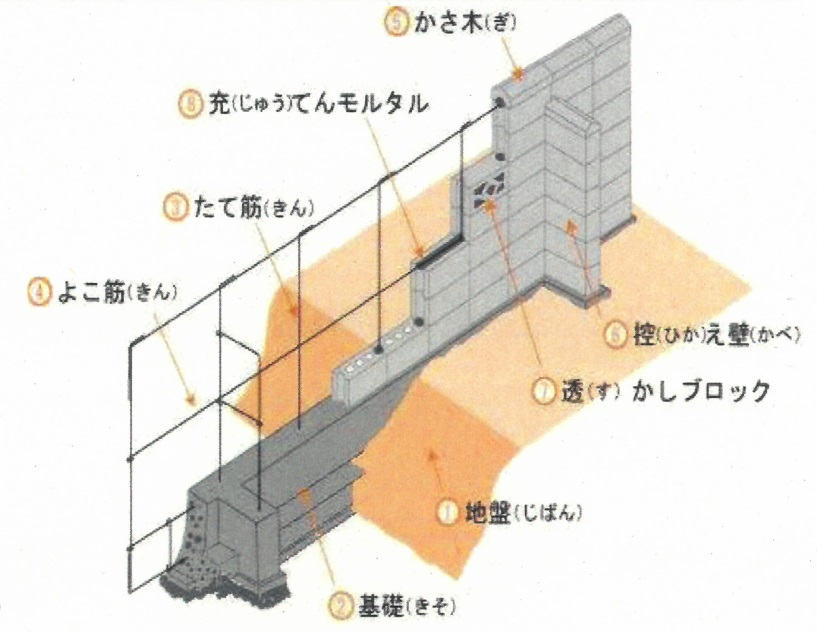 ⑤かさ木(ぎ)
⑧充(じゅう)てんモルタル
③たて筋(きん)
④よこ筋(きん)
⑥控(ひか)え壁(かべ)
⑦透(す)かしブロック
①地盤(じばん)
②基礎(きそ)